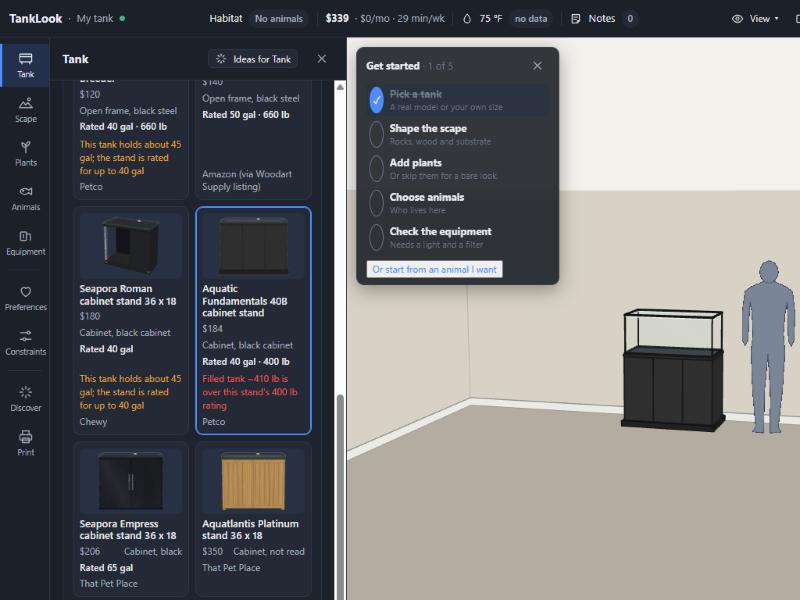 TankLook · My tank
Habitat No animals $339 · $0/mo · 29 min/wk 75 °F no data Notes 0 View
Tank
Scape
Plants
Animals
Equipment
Preferences
Constraints
Discover
Print
Tank Ideas for Tank
$120
Open frame, black steel
Rated 40 gal · 660 lb
This tank holds about 45 gal; the stand is rated for up to 40 gal
Petco
$140
Open frame, black steel
Rated 50 gal · 660 lb
Amazon (via Woodart Supply listing)
Seapora Roman cabinet stand 36 x 18
$180
Cabinet, black cabinet
Rated 40 gal
This tank holds about 45 gal; the stand is rated for up to 40 gal
Chewy
Aquatic Fundamentals 40B cabinet stand
$184
Cabinet, black cabinet
Rated 40 gal · 400 lb
Filled tank ~410 lb is over this stand's 400 lb rating
Petco
Seapora Empress cabinet stand 36 x 18
$206 Cabinet, black
Rated 65 gal
That Pet Place
Aquatlantis Platinum stand 36 x 18
$350 Cabinet, not read
That Pet Place
Get started · 1 of 5
Pick a tank
A real model or your own size
Shape the scape
Rocks, wood and substrate
Add plants
Or skip them for a bare look
Choose animals
Who lives here
Check the equipment
Needs a light and a filter
Or start from an animal I want